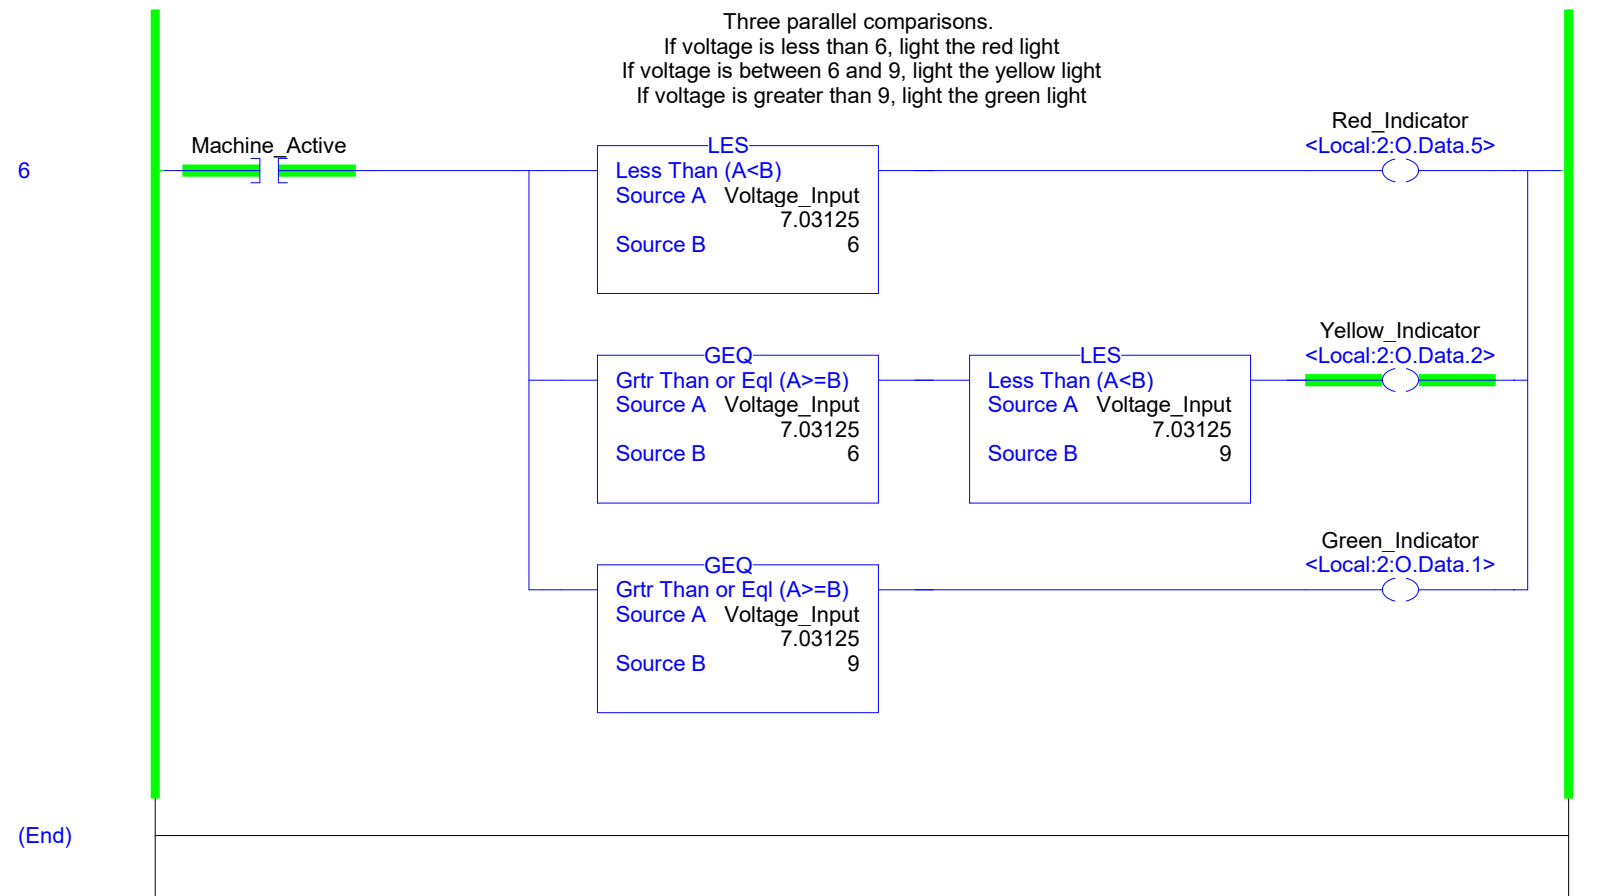 Three parallel comparisons.
If voltage is less than 6, light the red light
If voltage is between 6 and 9, light the yellow light
If voltage is greater than 9, light the green light
6
Machine_Active
LES
Less Than (A<B)
Source A Voltage_Input
7.03125
Source B 6
Red_Indicator
<Local:2:O.Data.5>
GEQ
Grtr Than or Eql (A>=B)
Source A Voltage_Input
7.03125
Source B 6
LES
Less Than (A<B)
Source A Voltage_Input
7.03125
Source B 9
Yellow_Indicator
<Local:2:O.Data.2>
GEQ
Grtr Than or Eql (A>=B)
Source A Voltage_Input
7.03125
Source B 9
Green_Indicator
<Local:2:O.Data.1>
(End)